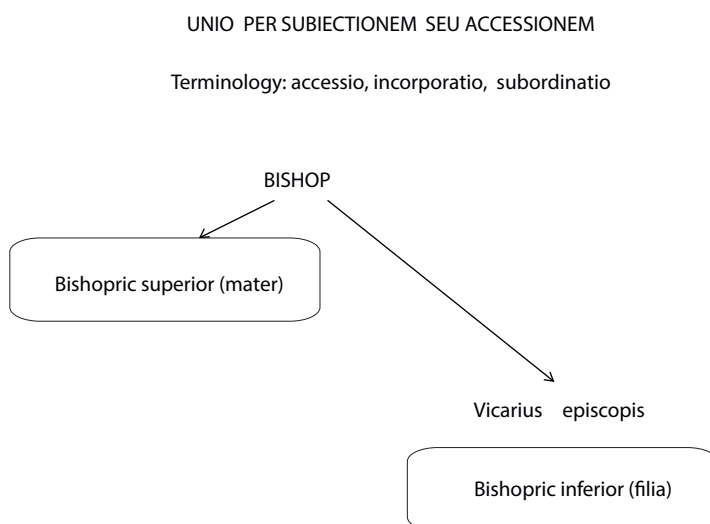 UNIO PER SUBIECTIONEM SEU ACCESSIONEM
Terminology: accessio, incorporatio, subordinatio
BISHOP
Bishopric superior (mater)
Vicarius episcopis
Bishopric inferior (filia)